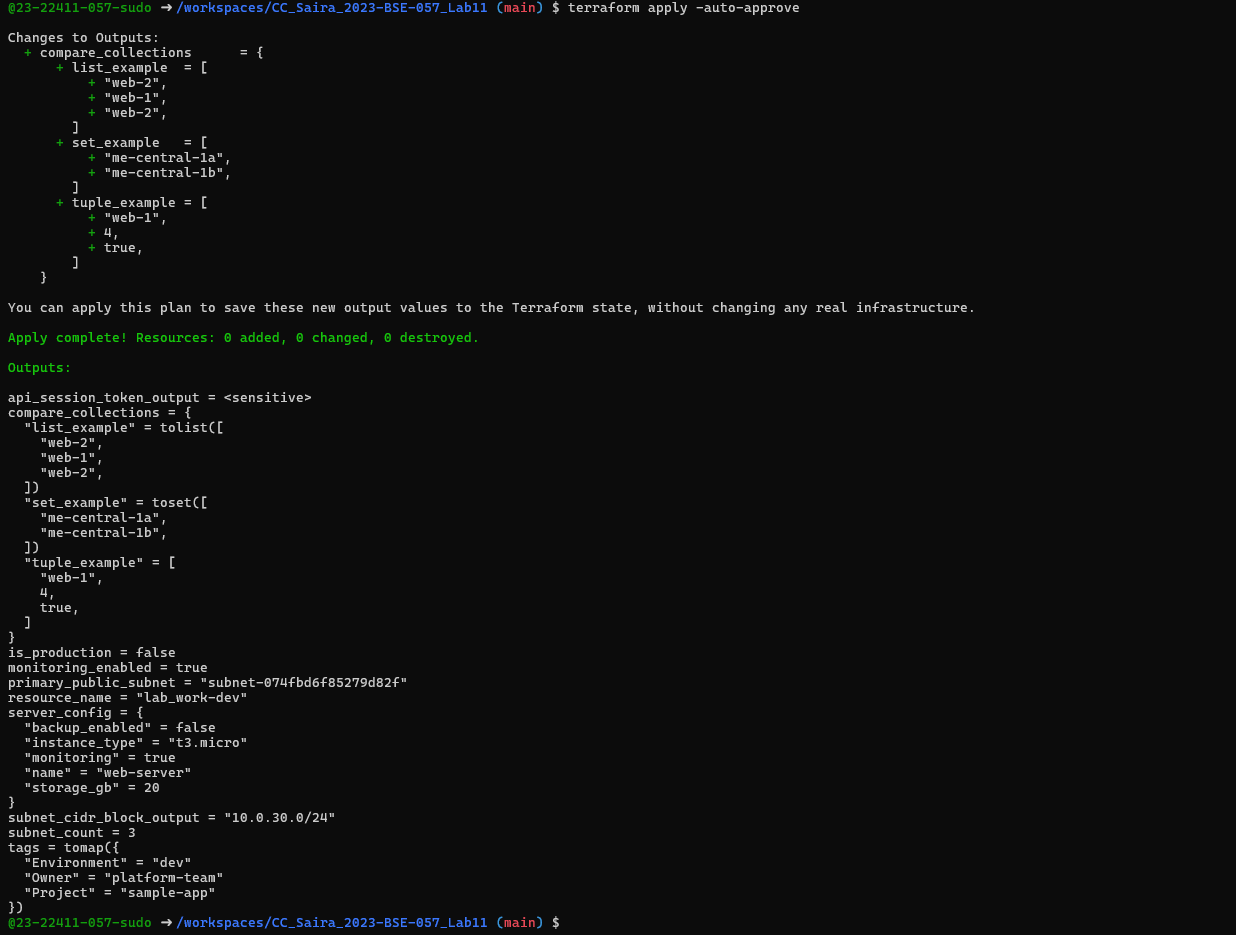 @23-22411-057-sudo ➜ /workspaces/CC_Saira_2023-BSE-057_Lab11 (main) $ terraform apply -auto-approve

Changes to Outputs:
  + compare_collections      = {
      + list_example  = [
          + "web-2",
          + "web-1",
          + "web-2",
        ]
      + set_example   = [
          + "me-central-1a",
          + "me-central-1b",
        ]
      + tuple_example = [
          + "web-1",
          + 4,
          + true,
        ]
    }

You can apply this plan to save these new output values to the Terraform state, without changing any real infrastructure.

Apply complete! Resources: 0 added, 0 changed, 0 destroyed.

Outputs:

api_session_token_output = <sensitive>
compare_collections = {
  "list_example" = tolist([
    "web-2",
    "web-1",
    "web-2",
  ])
  "set_example" = toset([
    "me-central-1a",
    "me-central-1b",
  ])
  "tuple_example" = [
    "web-1",
    4,
    true,
  ]
}
is_production = false
monitoring_enabled = true
primary_public_subnet = "subnet-074fbd6f85279d82f"
resource_name = "lab_work-dev"
server_config = {
  "backup_enabled" = false
  "instance_type" = "t3.micro"
  "monitoring" = true
  "name" = "web-server"
  "storage_gb" = 20
}
subnet_cidr_block_output = "10.0.30.0/24"
subnet_count = 3
tags = tomap({
  "Environment" = "dev"
  "Owner" = "platform-team"
  "Project" = "sample-app"
})
@23-22411-057-sudo ➜ /workspaces/CC_Saira_2023-BSE-057_Lab11 (main) $